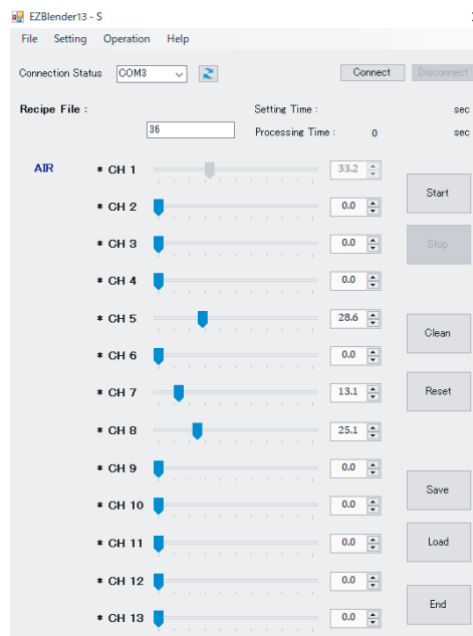 EZBlender13 - S
File Setting Operation Help
Connection Status COM3 Connect Disconnect
Recipe File : Setting Time : sec
36 Processing Time : 0 sec
AIR * CH 1 33.2
Start
* CH 2 0.0
* CH 3 0.0 Stop
* CH 4 0.0
* CH 5 28.6
Clean
* CH 6 0.0
* CH 7 13.1 Reset
* CH 8 25.1
* CH 9 0.0
Save
* CH 10 0.0
* CH 11 0.0 Load
* CH 12 0.0
End
* CH 13 0.0